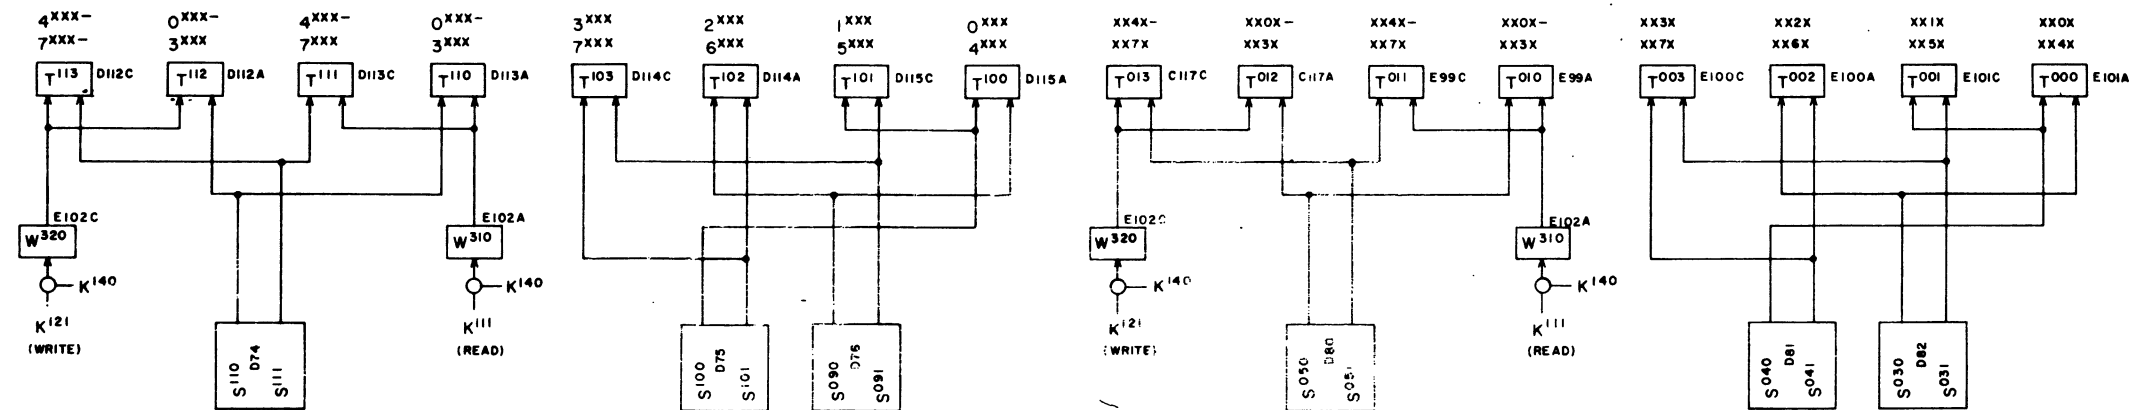 4XXX- 0XXX- 4XXX- 0XXX- 3XXX 2XXX 1XXX 0XXX XX4X- XX0X- XX4X- XX0X- XX3X XX2X XX1X XX0X
7XXX- 3XXX 7XXX 3XXX 7XXX 6XXX 5XXX 4XXX XX7X XX3X XX7X XX3X XX7X XX6X XX5X XX4X
T113 D112C T112 D112A T111 D113C T110 D113A T103 D114C T102 D114A T101 D115C T100 D115A T013 C117C T012 C117A T011 E99C T010 E99A T003 E100C T002 E100A T001 E101C T000 E101A
E102C E102A E102C E102A
W320 W310 W320 W310
K140 K140 K140 K140
K121 K111 K121 K111
(WRITE) (READ) (WRITE) (READ)
S110 D74 S111
S100 D75 S101
S090 D76 S091
S050 D80 S051
S040 D81 S041
S030 D82 S031